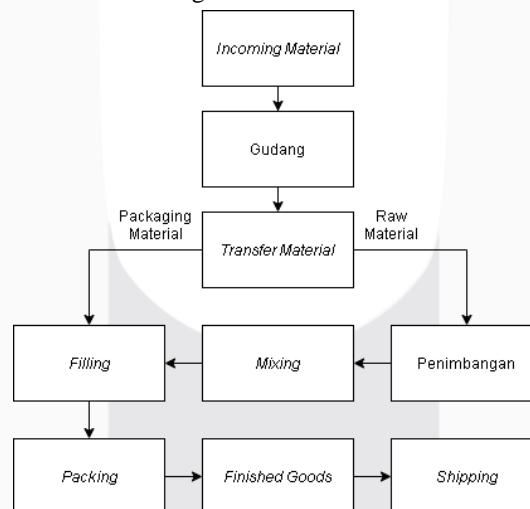 Incoming Material
Gudang
Packaging
Material
Transfer Material
Raw
Material
Filling
Mixing
Penimbangan
Packing
Finished Goods
Shipping